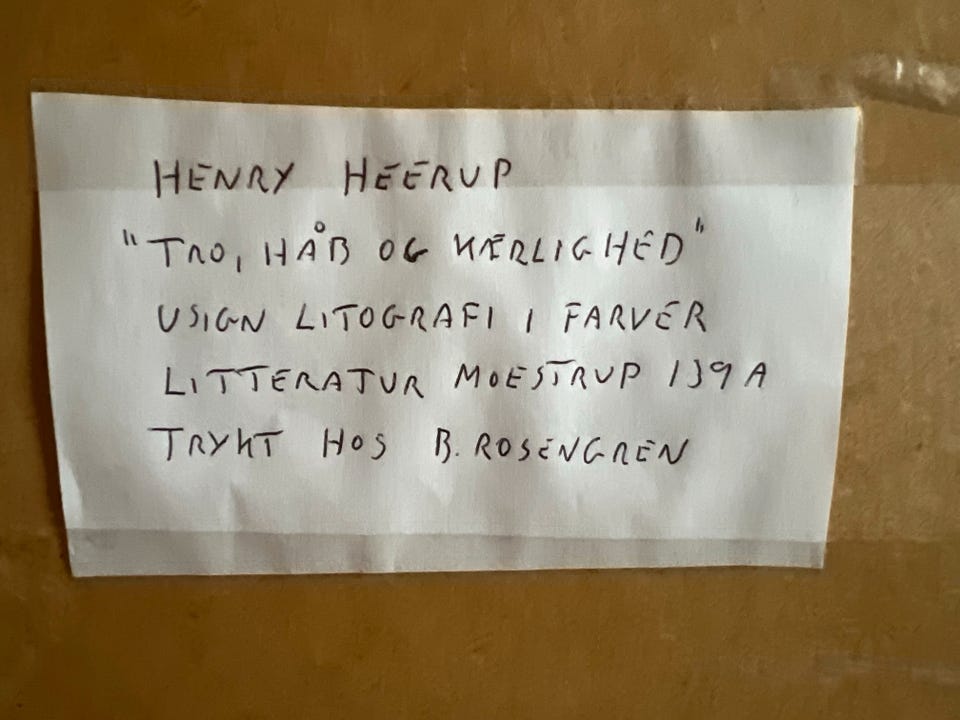 HENRY HEERUP
"TRO, HÅB OG KÆRLIGHED"
USIGN LITOGRAFI I FARVER
LITTERATUR MOESTRUP 139 A
TRYKT HOS B. ROSENGREN